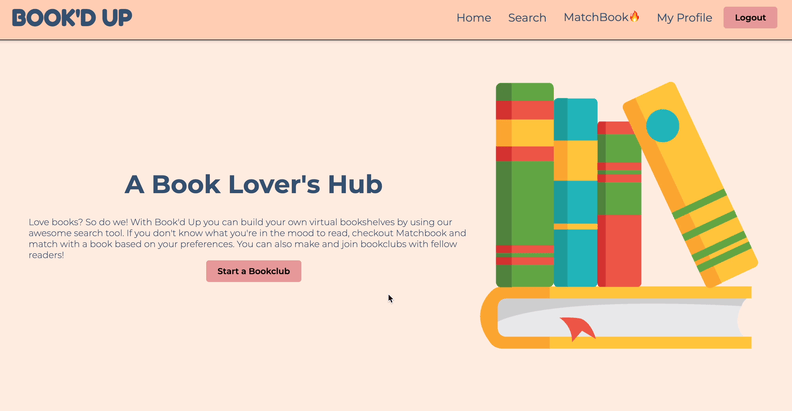 BOOK'D UP
Home
Search
MatchBook🔥
My Profile
Logout
A Book Lover's Hub
Love books? So do we! With Book'd Up you can build your own virtual bookshelves by using our
awesome search tool. If you don't know what you're in the mood to read, checkout Matchbook and
match with a book based on your preferences. You can also make and join bookclubs with fellow
readers!
Start a Bookclub